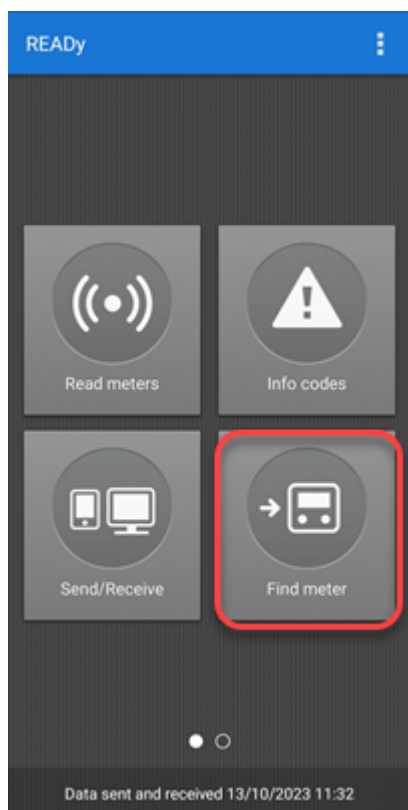 READy
Read meters
Info codes
Send/Receive
Find meter
Data sent and received 13/10/2023 11:32